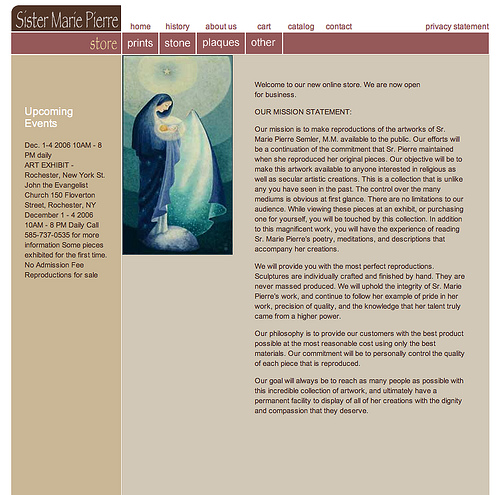 Sister Marie Pierre
home history about us cart catalog contact privacy statement
store prints stone plaques other
Upcoming
Events
Dec. 1-4 2006 10AM - 8
PM daily
ART EXHIBIT -
Rochester, New York St.
John the Evangelist
Church 150 Floverton
Street, Rochester, NY
December 1 - 4 2006
10AM - 8 PM Daily Call
585-737-0535 for more
information Some pieces
exhibited for the first time.
No Admission Fee
Reproductions for sale
Welcome to our new online store. We are now open
for business.
OUR MISSION STATEMENT:
Our mission is to make reproductions of the artworks of Sr.
Marie Pierre Semler, M.M. available to the public. Our efforts will
be a continuation of the commitment that Sr. Pierre maintained
when she reproduced her original pieces. Our objective will be to
make this artwork available to anyone interested in religious as
well as secular artistic creations. This is a collection that is unlike
any you have seen in the past. The control over the many
mediums is obvious at first glance. There are no limitations to our
audience. While viewing these pieces at an exhibit, or purchasing
one for yourself, you will be touched by this collection. In addition
to this magnificent work, you will have the experience of reading
Sr. Marie Pierre's poetry, meditations, and descriptions that
accompany her creations.
We will provide you with the most perfect reproductions.
Sculptures are individually crafted and finished by hand. They are
never massed produced. We will uphold the integrity of Sr. Marie
Pierre's work, and continue to follow her example of pride in her
work, precision of quality, and the knowledge that her talent truly
came from a higher power.
Our philosophy is to provide our customers with the best product
possible at the most reasonable cost using only the best
materials. Our commitment will be to personally control the quality
of each piece that is reproduced.
Our goal will always be to reach as many people as possible with
this incredible collection of artwork, and ultimately have a
permanent facility to display of all of her creations with the dignity
and compassion that they deserve.